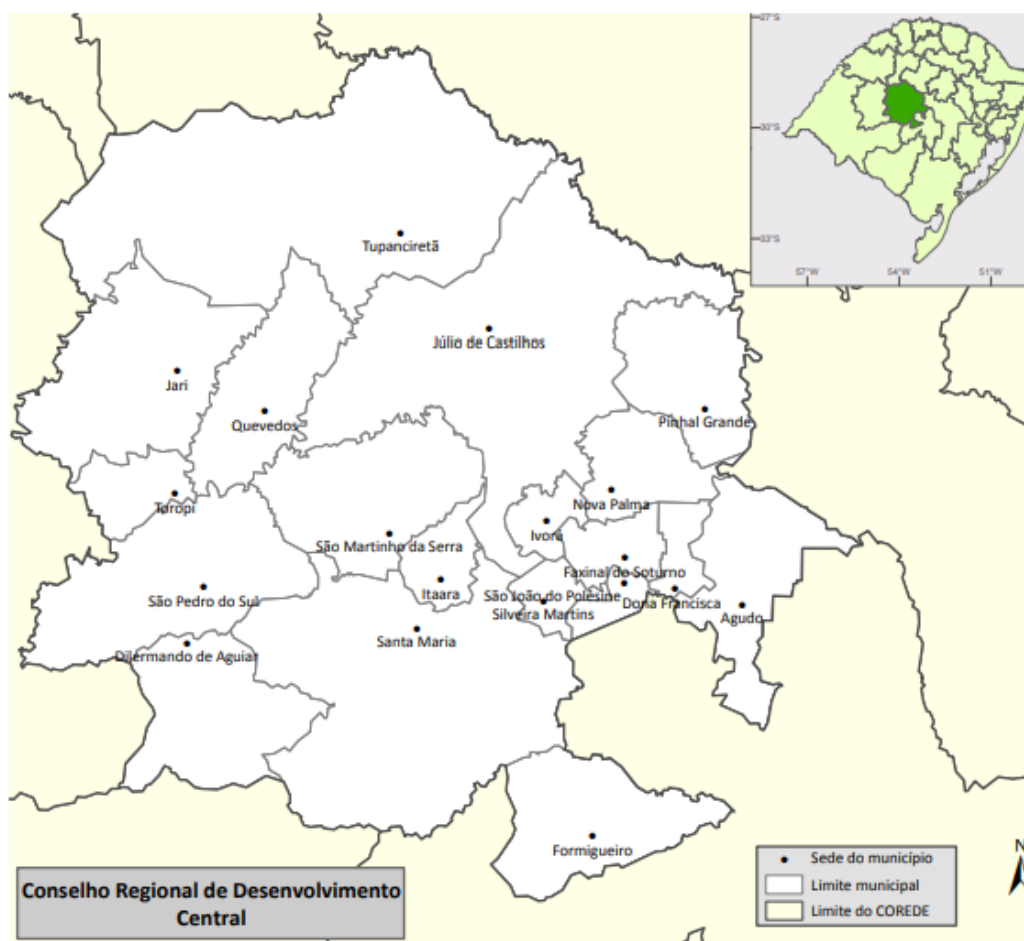 27°S
30°S
33°S
57°W
54°W
51°W
Tupanciretã
Júlio de Castilhos
Jari
Quevedos
Pinhal Grande
Toropi
Nova Palma
Ivorá
São Martinho da Serra
Faxinal do Soturno
Itaara
São João do Polêsine
São Pedro do Sul
Dona Francisca
Silveira Martins
Agudo
Santa Maria
Dilermando de Aguiar
Formigueiro
N
Sede do município
Limite municipal
Limite do COREDE
Conselho Regional de Desenvolvimento
Central